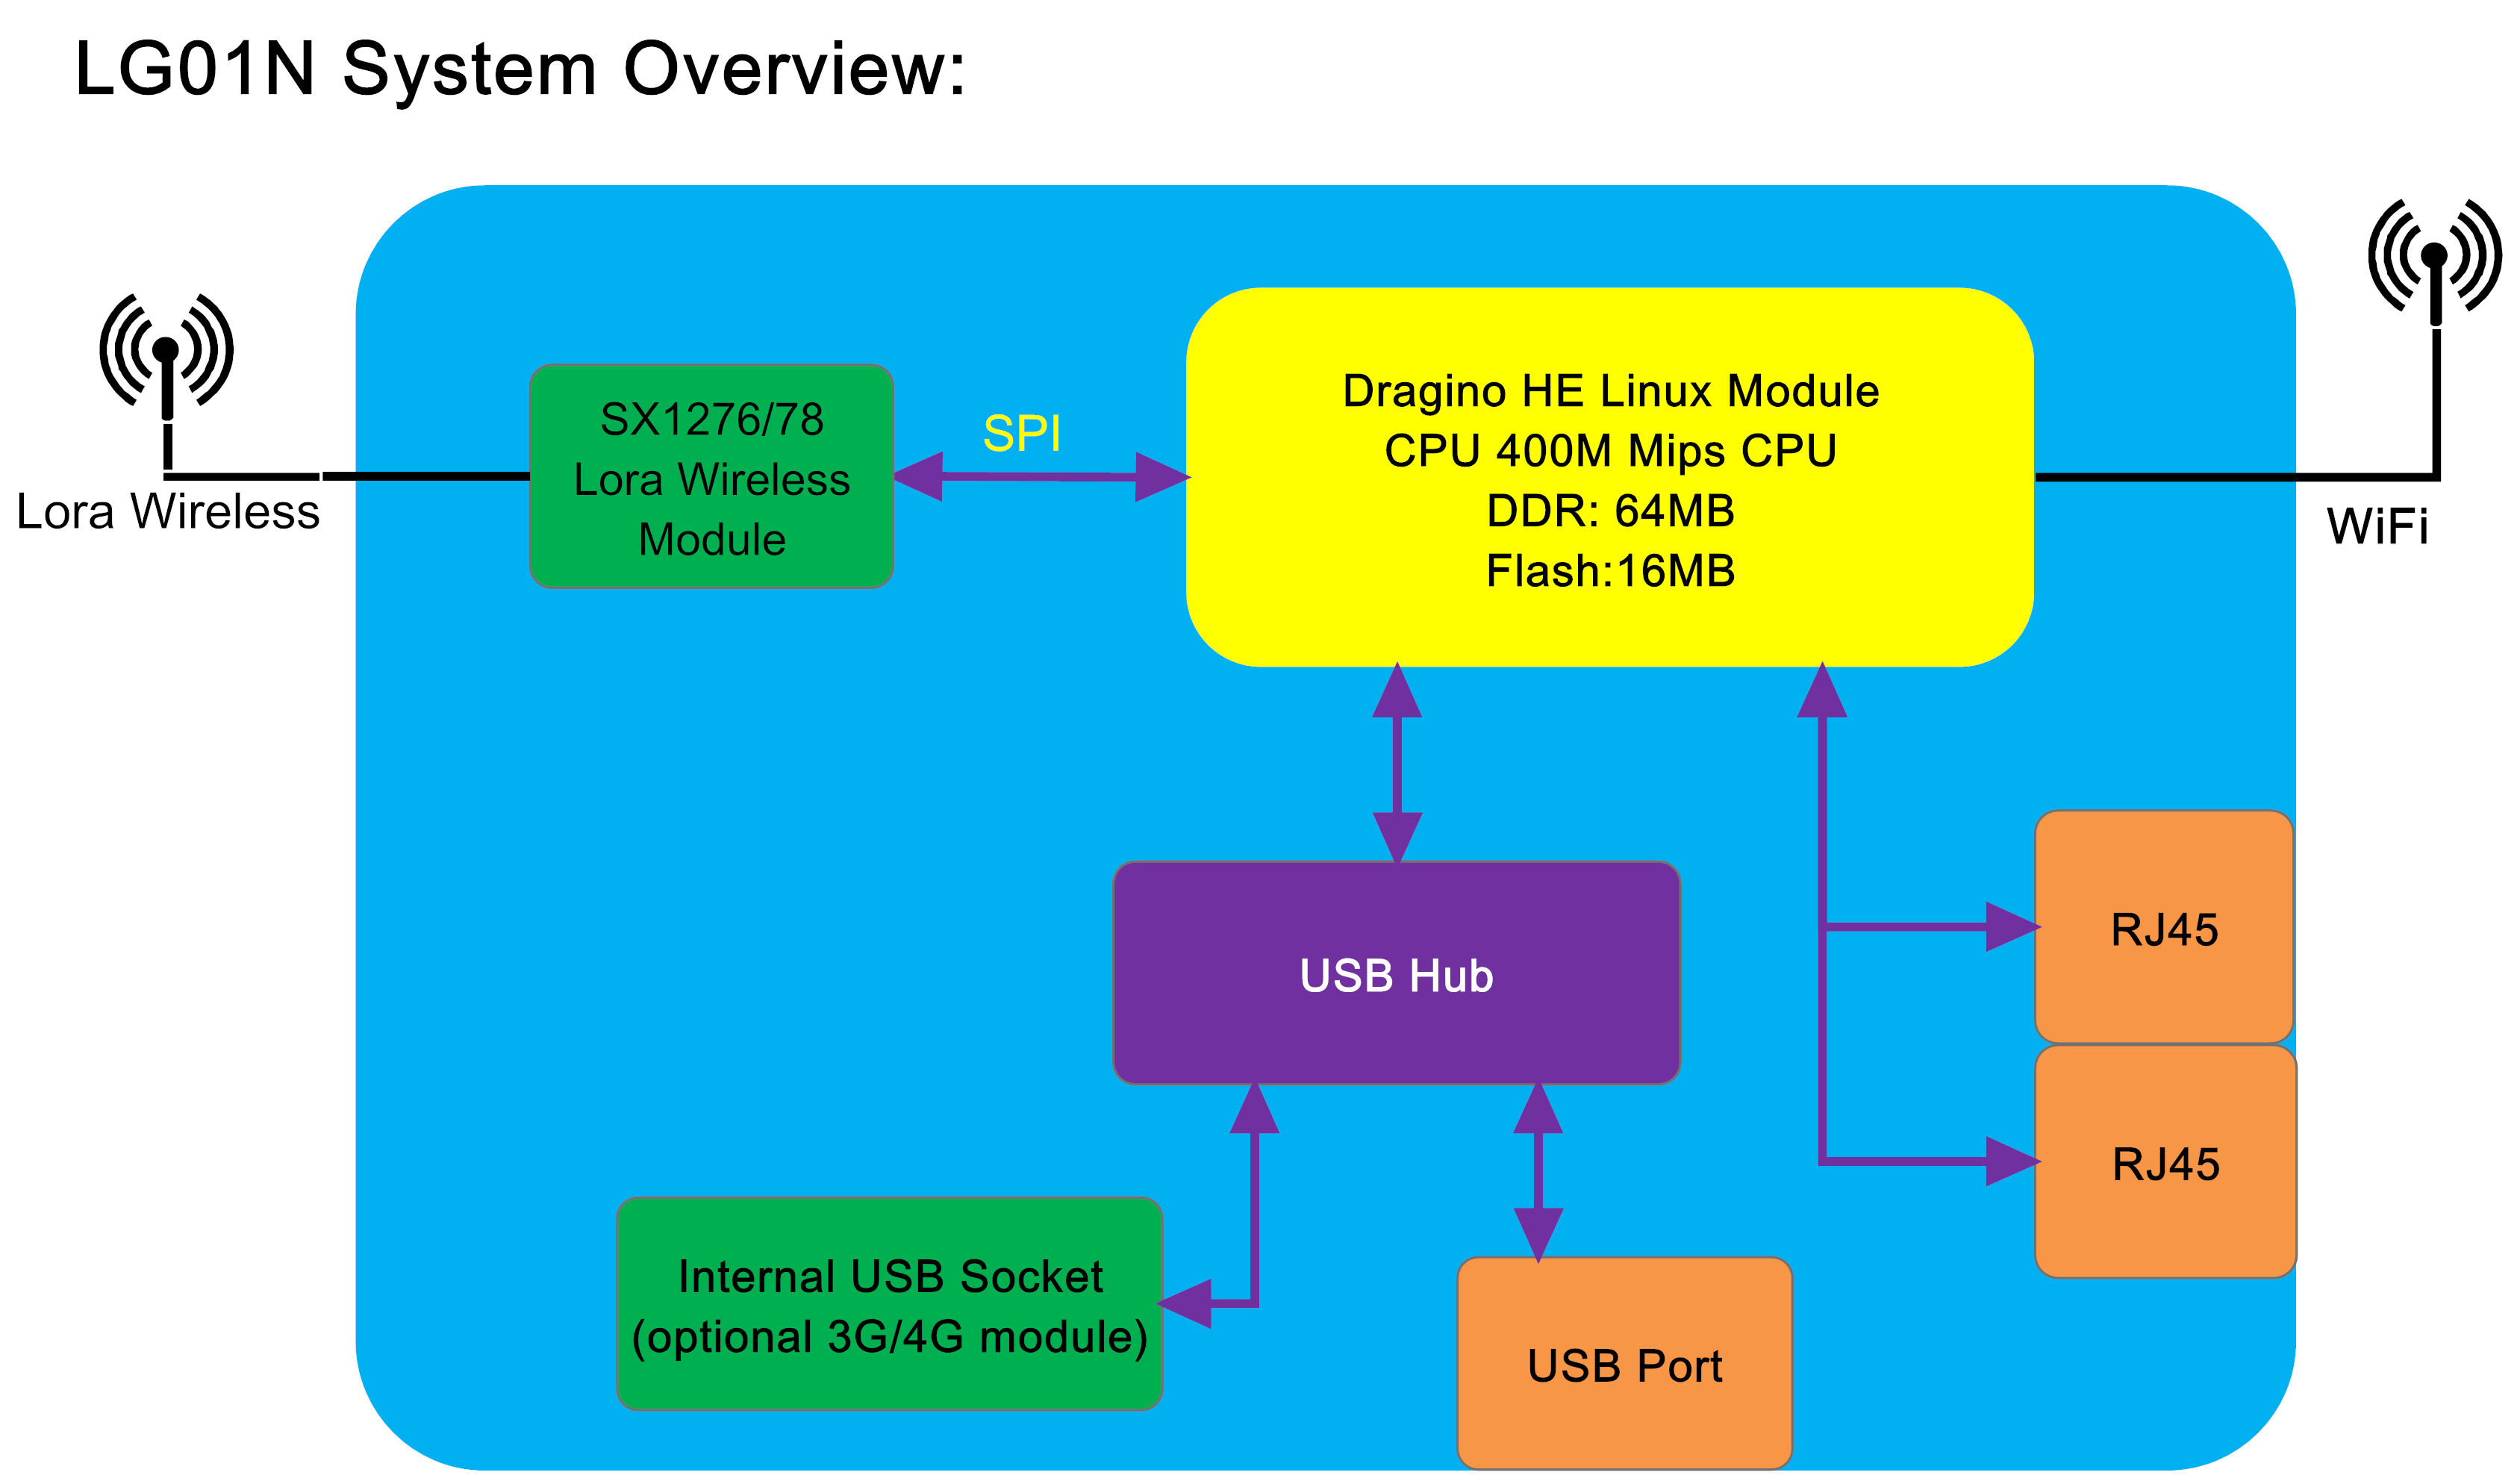 LG01N System Overview:
SX1276/78
Lora Wireless
Module
SPI
Dragino HE Linux Module
CPU 400M Mips CPU
DDR: 64MB
Flash:16MB
Lora Wireless
WiFi
RJ45
USB Hub
RJ45
Internal USB Socket
(optional 3G/4G module)
USB Port